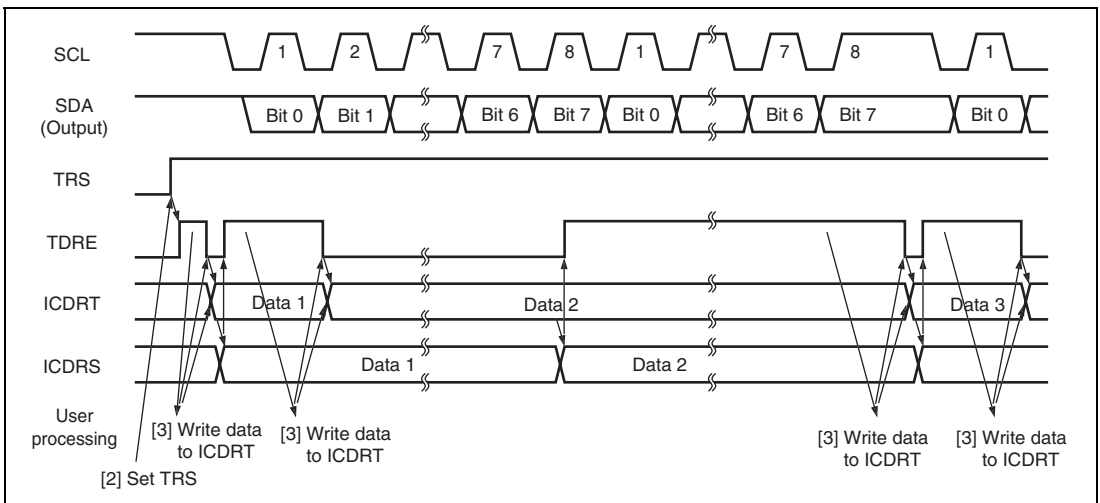 SCL 1 2 7 8 1 7 8 1
SDA
(Output)
Bit 0 Bit 1 Bit 6 Bit 7 Bit 0 Bit 6 Bit 7 Bit 0
TRS
TDRE
ICDRT Data 1 Data 2 Data 3
ICDRS Data 1 Data 2
User
processing
[3] Write data
to ICDRT
[3] Write data
to ICDRT
[3] Write data
to ICDRT
[3] Write data
to ICDRT
[2] Set TRS